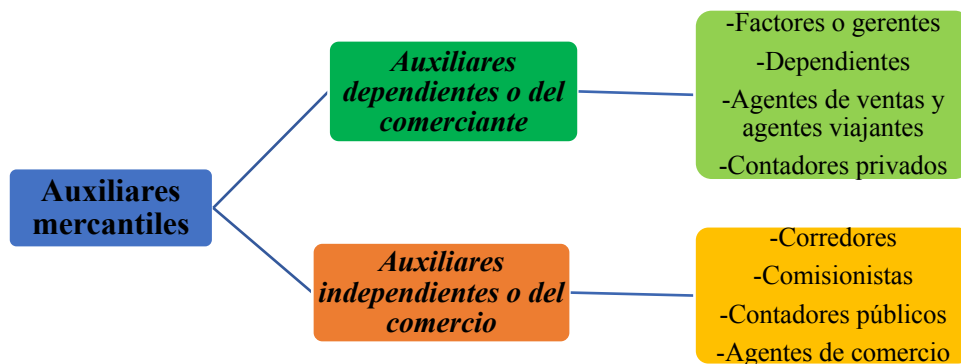 Auxiliares
mercantiles
Auxiliares
dependientes o del
comerciante
-Factores o gerentes
-Dependientes
-Agentes de ventas y
agentes viajantes
-Contadores privados
Auxiliares
independientes o del
comercio
-Corredores
-Comisionistas
-Contadores públicos
-Agentes de comercio